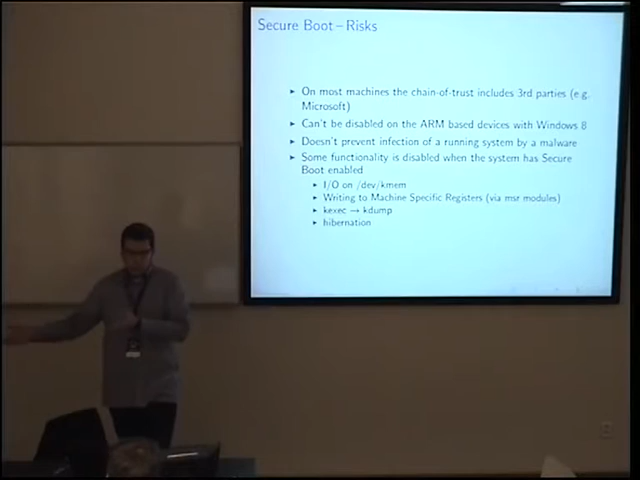 Secure Boot – Risks
▸ On most machines the chain-of-trust includes 3rd parties (e.g.
Microsoft)
▸ Can't be disabled on the ARM based devices with Windows 8
▸ Doesn't prevent infection of a running system by a malware
▸ Some functionality is disabled when the system has Secure
Boot enabled
▸ I/O on /dev/kmem
▸ Writing to Machine Specific Registers (via msr modules)
▸ kexec → kdump
▸ hibernation